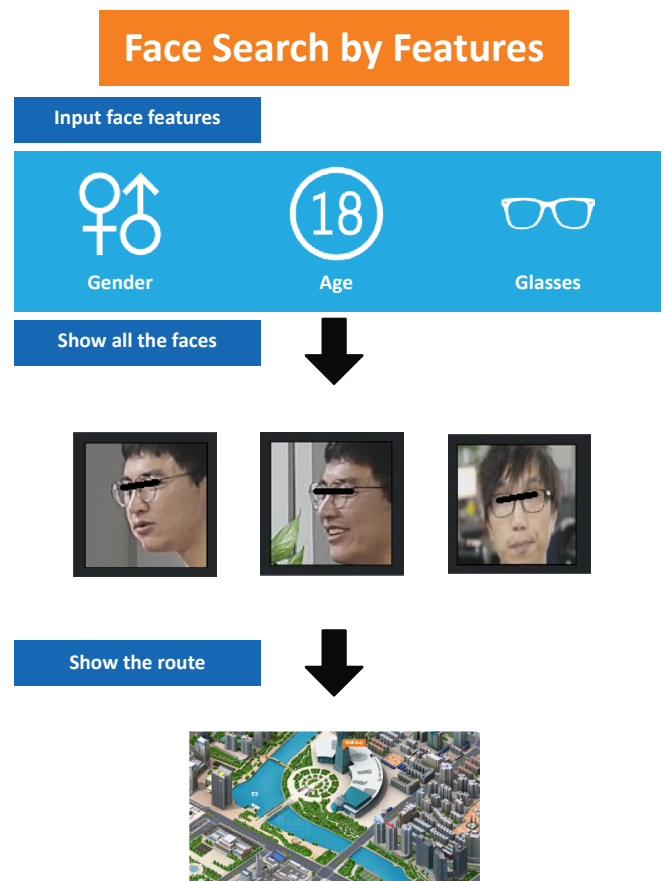 Face Search by Features
Input face features
18
Gender
Age
Glasses
Show all the faces
Show the route